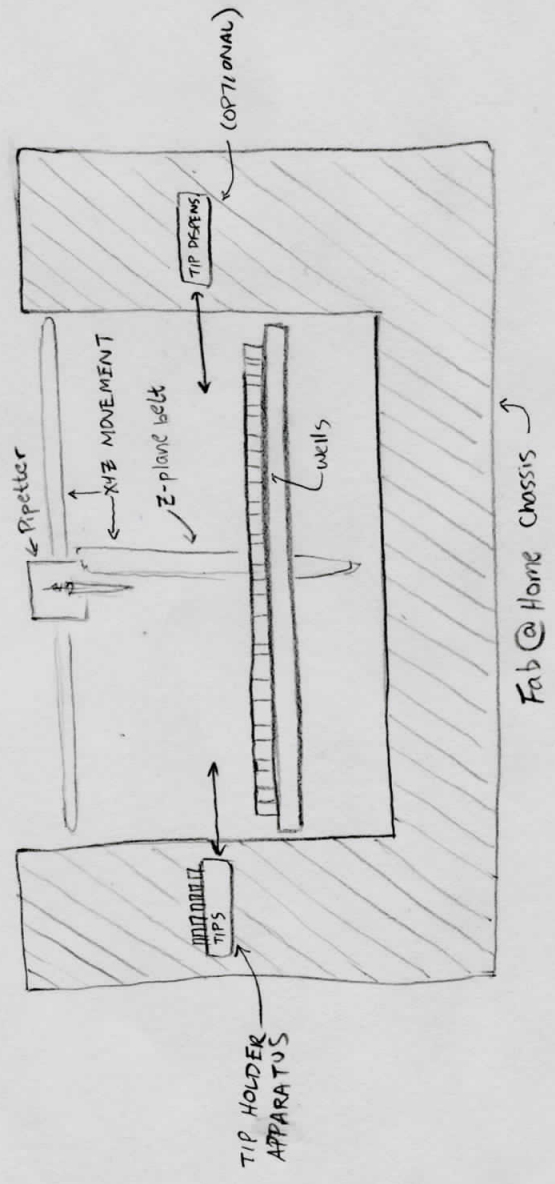 ← Pipetter
← XYZ MOVEMENT
Z-plane belt
(OPTIONAL)
TIP DISPENS.
TIPS
TIP HOLDER
APPARATUS
wells
Fab@Home Chassis